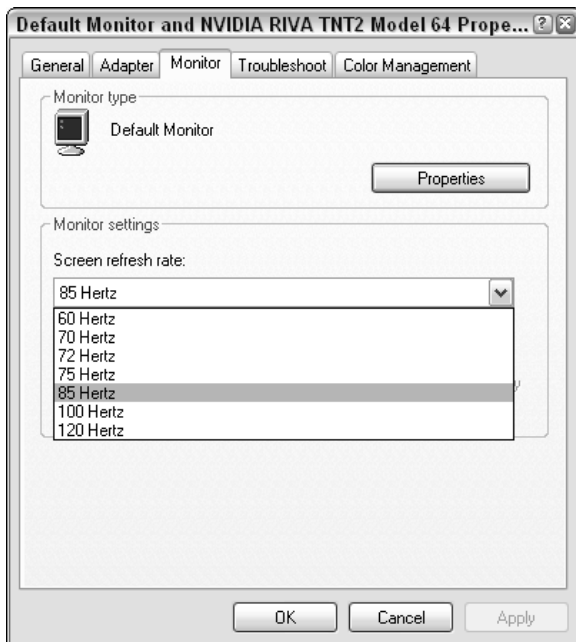 Default Monitor and NVIDIA RIVA TNT2 Model 64 Prope...
General Adapter Monitor Troubleshoot Color Management
Monitor type
Default Monitor
Properties
Monitor settings
Screen refresh rate:
85 Hertz
60 Hertz
70 Hertz
72 Hertz
75 Hertz
85 Hertz
100 Hertz
120 Hertz
OK Cancel Apply